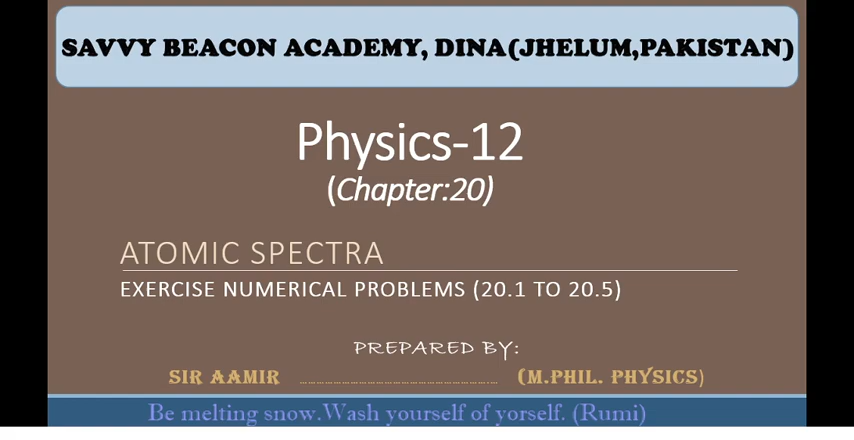 SAVVY BEACON ACADEMY, DINA(JHELUM,PAKISTAN)
Physics-12
(Chapter:20)
ATOMIC SPECTRA
EXERCISE NUMERICAL PROBLEMS (20.1 TO 20.5)
PREPARED BY:
SIR AAMIR ................................................ (M.PHIL. PHYSICS)
Be melting snow.Wash yourself of yorself. (Rumi)